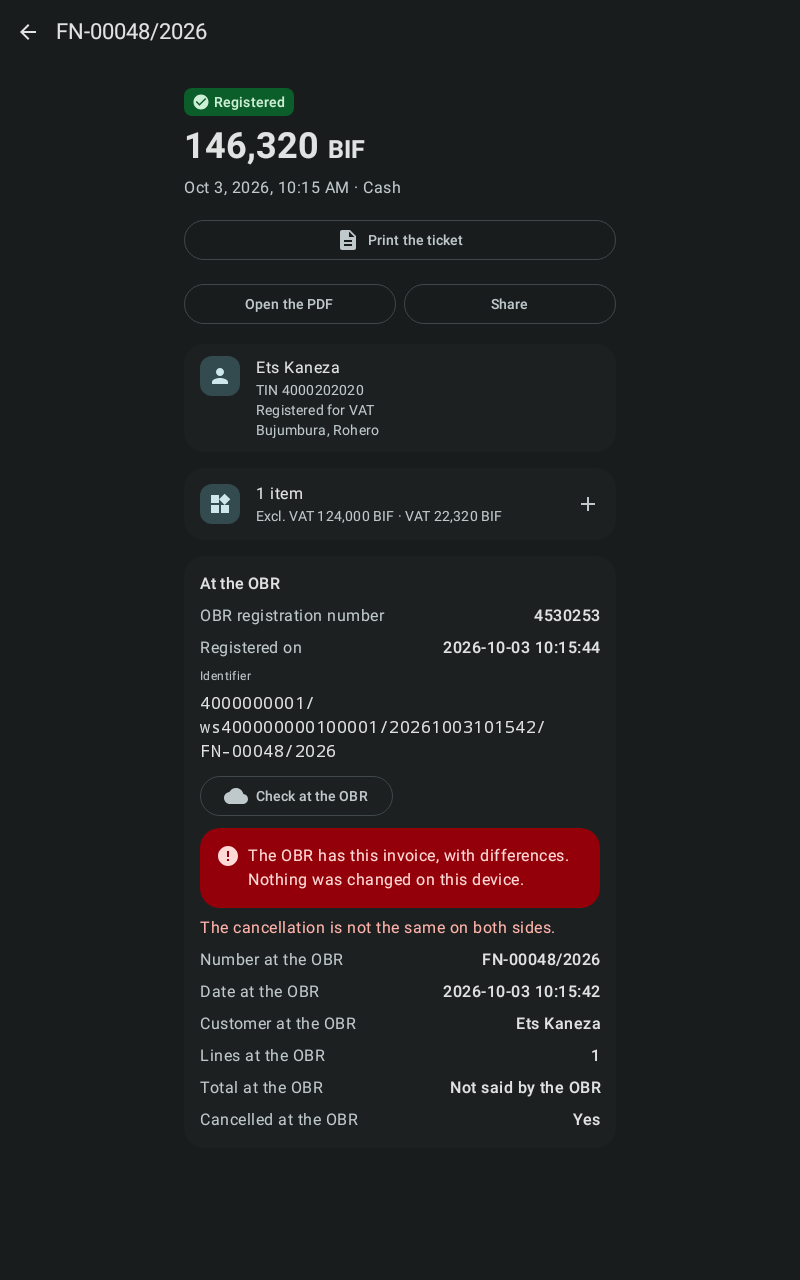 FN-00048/2026
Registered
146,320 BIF
Oct 3, 2026, 10:15 AM · Cash
Print the ticket
Open the PDF
Share
Ets Kaneza
TIN 4000202020
Registered for VAT
Bujumbura, Rohero
1 item
Excl. VAT 124,000 BIF · VAT 22,320 BIF
At the OBR
OBR registration number 4530253
Registered on 2026-10-03 10:15:44
Identifier
4000000001/
ws400000000100001/20261003101542/
FN-00048/2026
Check at the OBR
The OBR has this invoice, with differences.
Nothing was changed on this device.
The cancellation is not the same on both sides.
Number at the OBR FN-00048/2026
Date at the OBR 2026-10-03 10:15:42
Customer at the OBR Ets Kaneza
Lines at the OBR 1
Total at the OBR Not said by the OBR
Cancelled at the OBR Yes